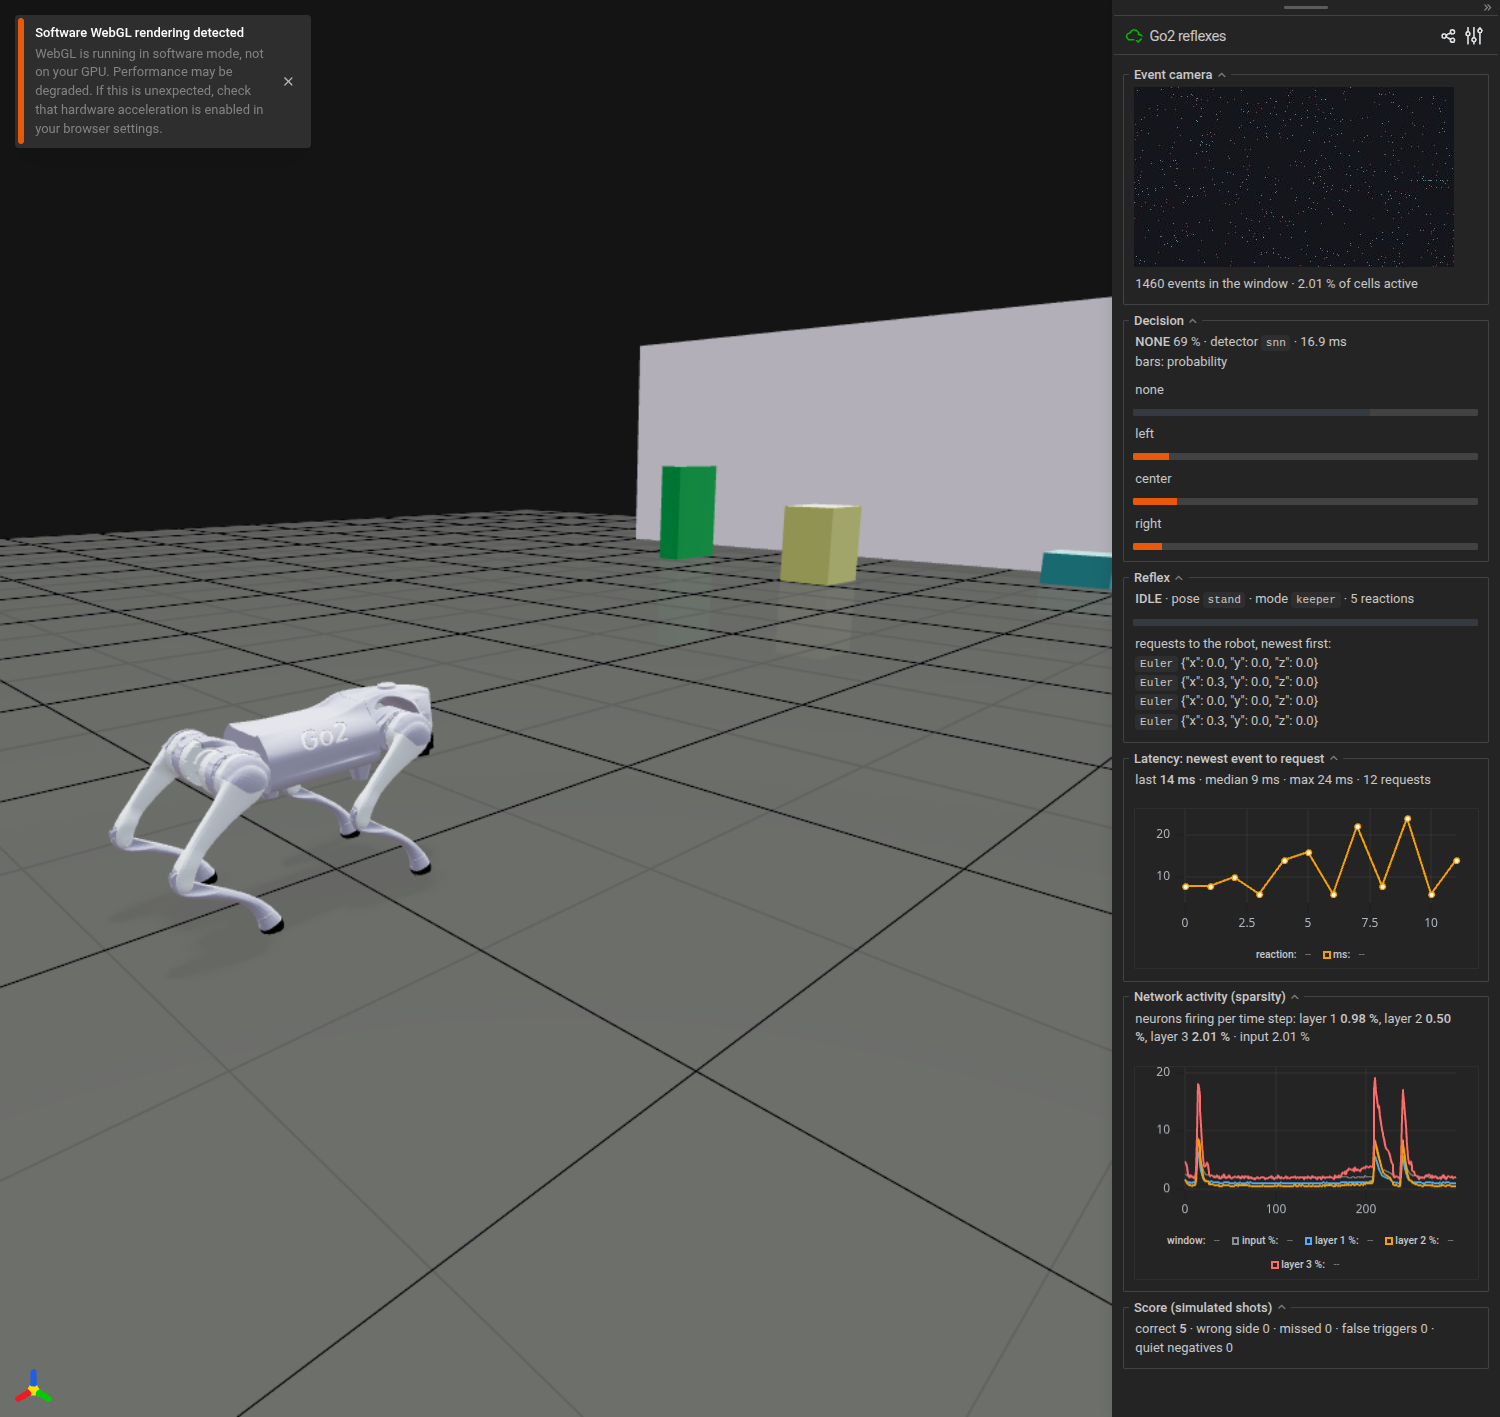 Software WebGL rendering detected
WebGL is running in software mode, not
on your GPU. Performance may be
degraded. If this is unexpected, check
that hardware acceleration is enabled in
your browser settings.
Go2
Go2 reflexes
Event camera
1460 events in the window · 2.01 % of cells active
Decision
NONE 69 % · detector snn · 16.9 ms
bars: probability
none
left
center
right
Reflex
IDLE · pose stand · mode keeper · 5 reactions
requests to the robot, newest first:
Euler {"x": 0.0, "y": 0.0, "z": 0.0}
Euler {"x": 0.3, "y": 0.0, "z": 0.0}
Euler {"x": 0.0, "y": 0.0, "z": 0.0}
Euler {"x": 0.3, "y": 0.0, "z": 0.0}
Latency: newest event to request
last 14 ms · median 9 ms · max 24 ms · 12 requests
20
10
0 2.5 5 7.5 10
reaction: -- ms: --
Network activity (sparsity)
neurons firing per time step: layer 1 0.98 %, layer 2 0.50
%, layer 3 2.01 % · input 2.01 %
20
10
0
0 100 200
window: -- input %: -- layer 1 %: -- layer 2 %: --
layer 3 %: --
Score (simulated shots)
correct 5 · wrong side 0 · missed 0 · false triggers 0 ·
quiet negatives 0